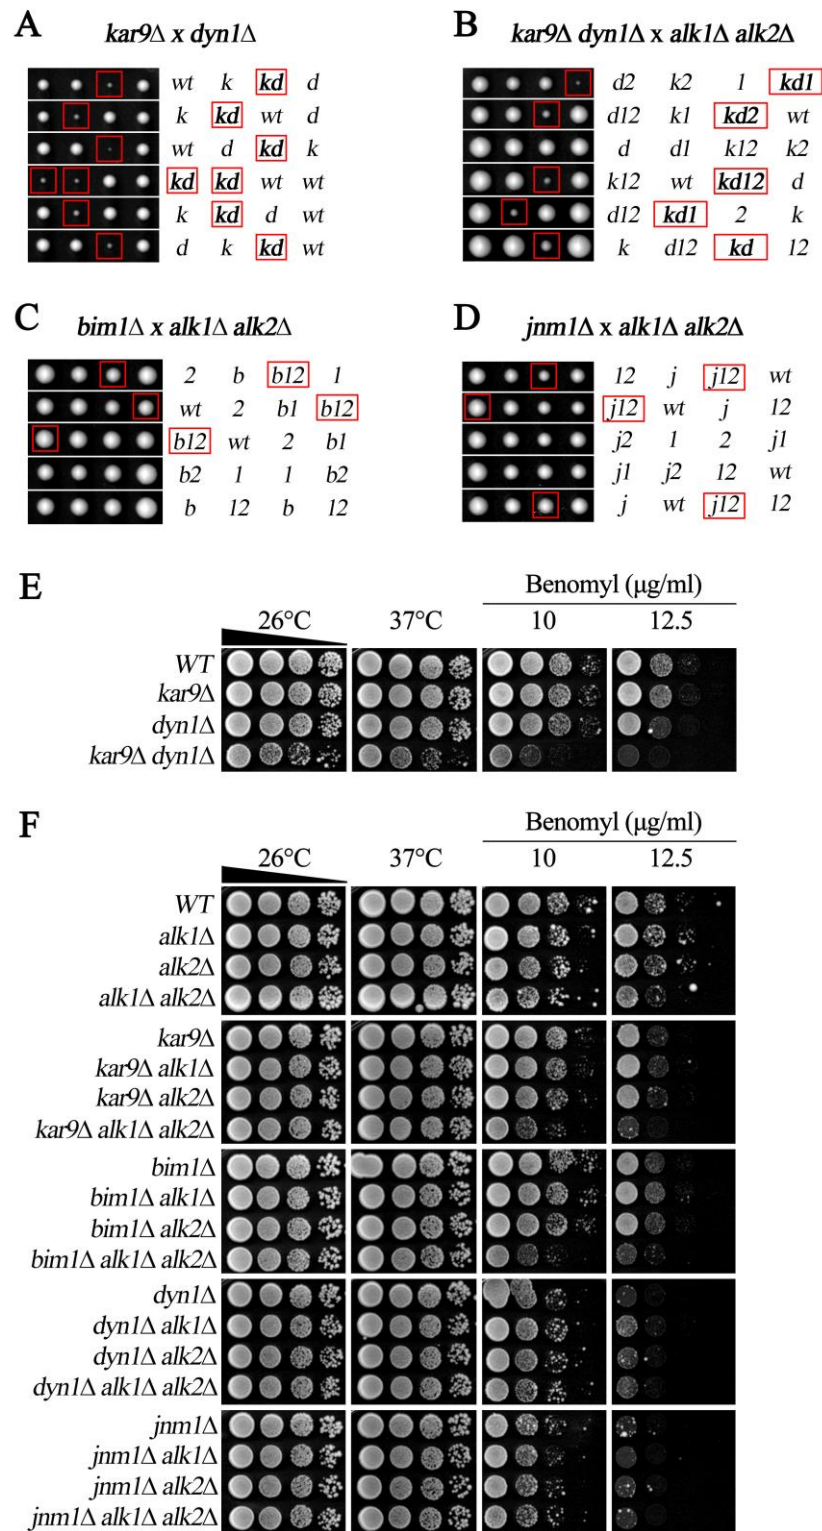 A kar9Δ x dyn1Δ
wt k kd d
k kd wt d
wt d kd k
kd kd wt wt
k kd d wt
d k kd wt
B kar9Δ dyn1Δ x alk1Δ alk2Δ
d2 k2 1 kd1
d12 k1 kd2 wt
d d1 k12 k2
k12 wt kd12 d
d12 kd1 2 k
k d12 kd 12
C bim1Δ x alk1Δ alk2Δ
2 b b12 1
wt 2 b1 b12
b12 wt 2 b1
b2 1 1 b2
b 12 b 12
D jnm1Δ x alk1Δ alk2Δ
12 j j12 wt
j12 wt j 12
j2 1 2 j1
j1 j2 12 wt
j wt j12 12
E
Benomyl (μg/ml)
26°C 37°C 10 12.5
WT
kar9Δ
dyn1Δ
kar9Δ dyn1Δ
F
Benomyl (μg/ml)
26°C 37°C 10 12.5
WT
alk1Δ
alk2Δ
alk1Δ alk2Δ
kar9Δ
kar9Δ alk1Δ
kar9Δ alk2Δ
kar9Δ alk1Δ alk2Δ
bim1Δ
bim1Δ alk1Δ
bim1Δ alk2Δ
bim1Δ alk1Δ alk2Δ
dyn1Δ
dyn1Δ alk1Δ
dyn1Δ alk2Δ
dyn1Δ alk1Δ alk2Δ
jnm1Δ
jnm1Δ alk1Δ
jnm1Δ alk2Δ
jnm1Δ alk1Δ alk2Δ